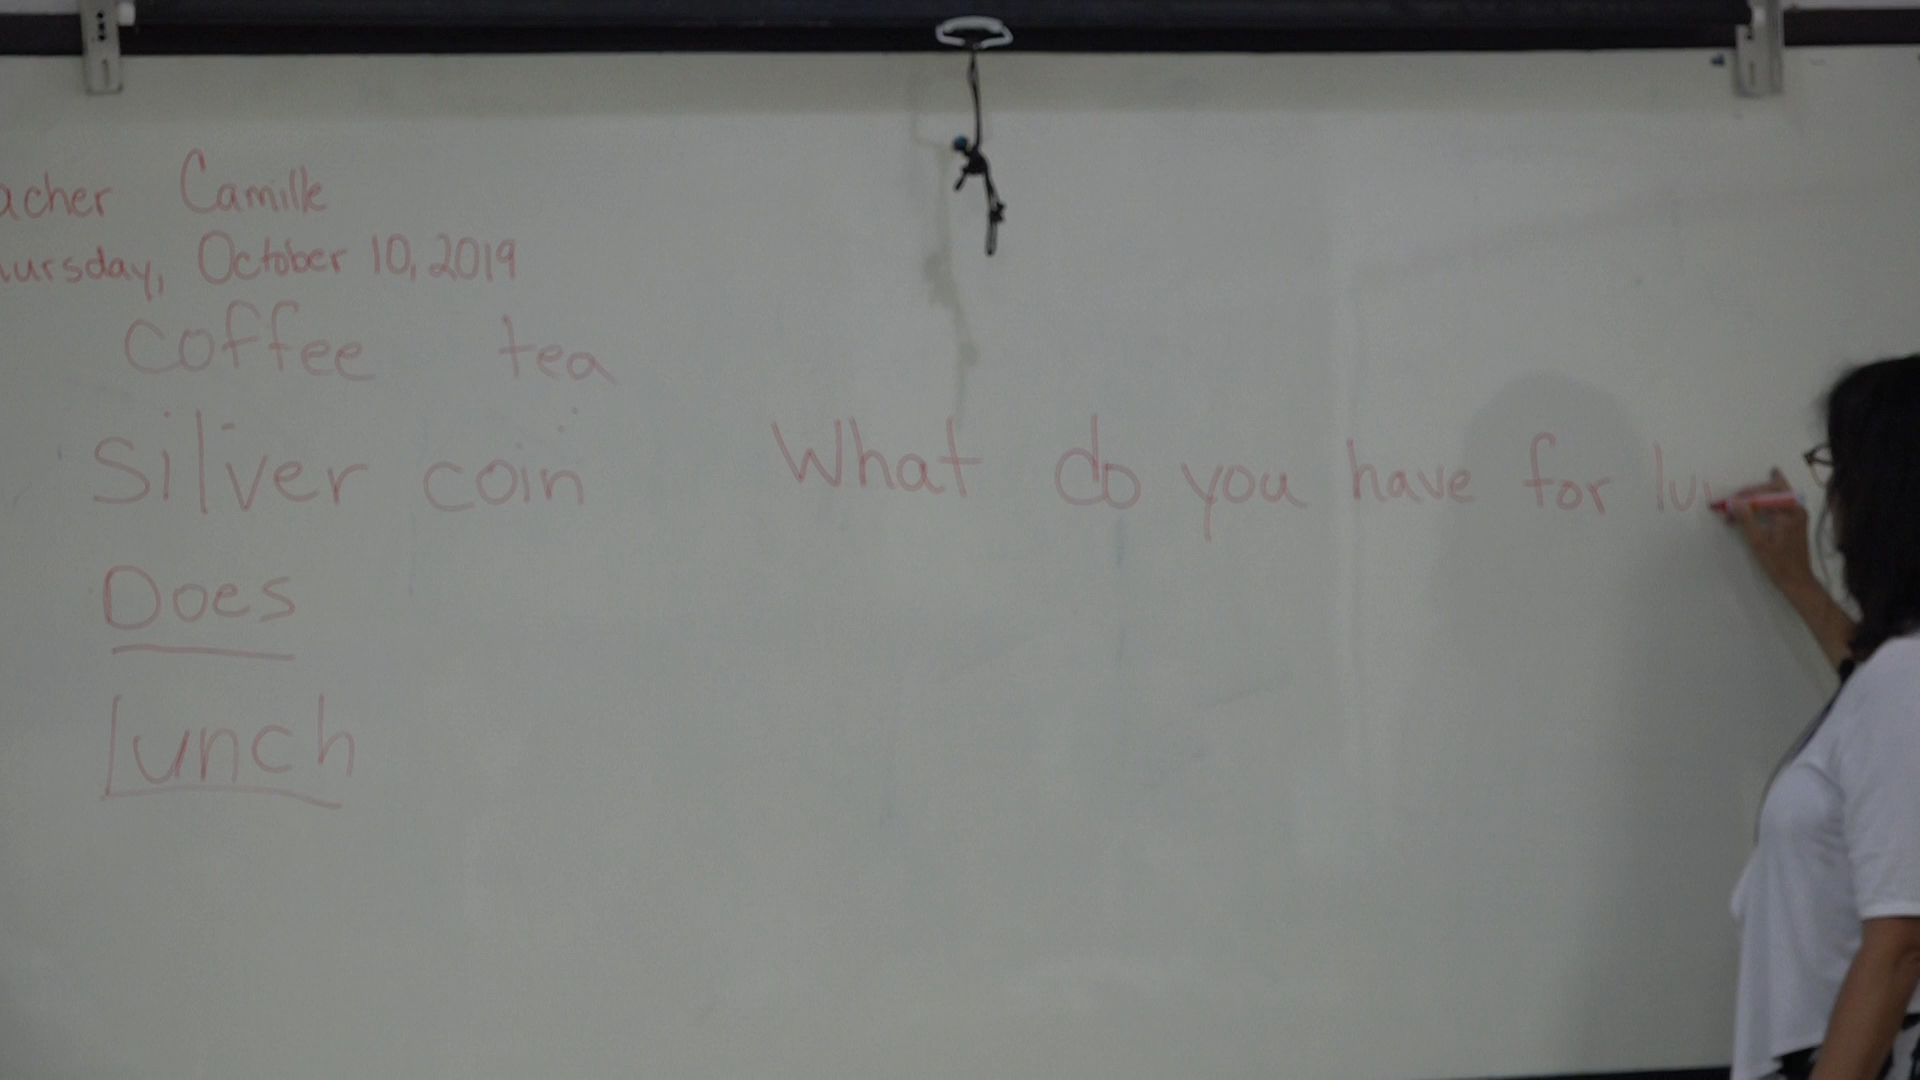 acher Camille
ursday, October 10, 2019
coffee tea
Silver coin
What do you have for lu
Does
lunch